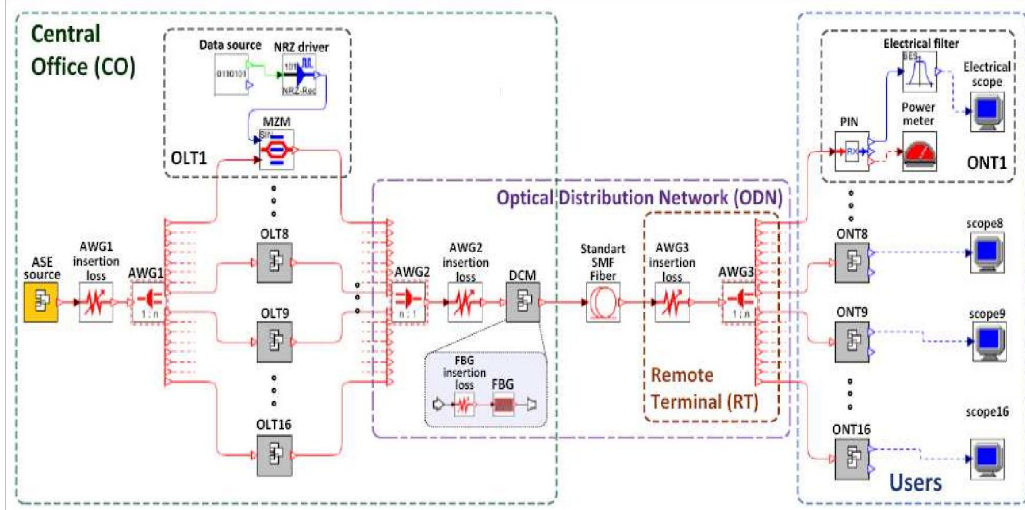 Central
Office (CO)
Data source
NRZ driver
0110101
NRZ-Rec
MZM
SIN
OLT1
ASE
source
AWG1
insertion
loss
AWG1
1:n
OLT8
OLT9
OLT16
Optical Distribution Network (ODN)
AWG2
n:1
AWG2
insertion
loss
DCM
FBG
insertion
loss
FBG
Standart
SMF
Fiber
AWG3
insertion
loss
AWG3
1:n
Remote
Terminal (RT)
Electrical filter
BES
Electrical
scope
PIN
RX
Power
meter
ONT1
ONT8
scope8
ONT9
scope9
ONT16
scope16
Users